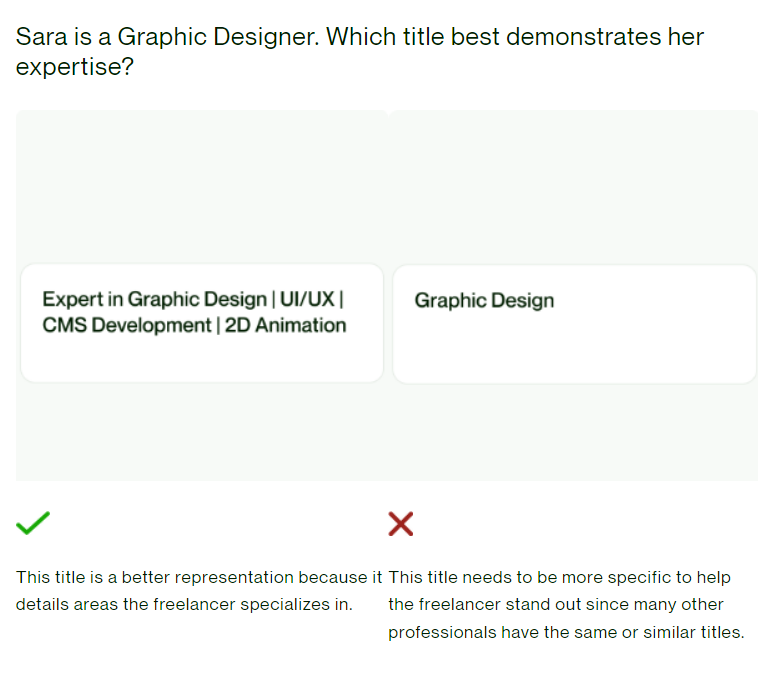 Sara is a Graphic Designer. Which title best demonstrates her
expertise?
Expert in Graphic Design | UI/UX |
CMS Development | 2D Animation
Graphic Design
This title is a better representation because it
details areas the freelancer specializes in.
This title needs to be more specific to help
the freelancer stand out since many other
professionals have the same or similar titles.